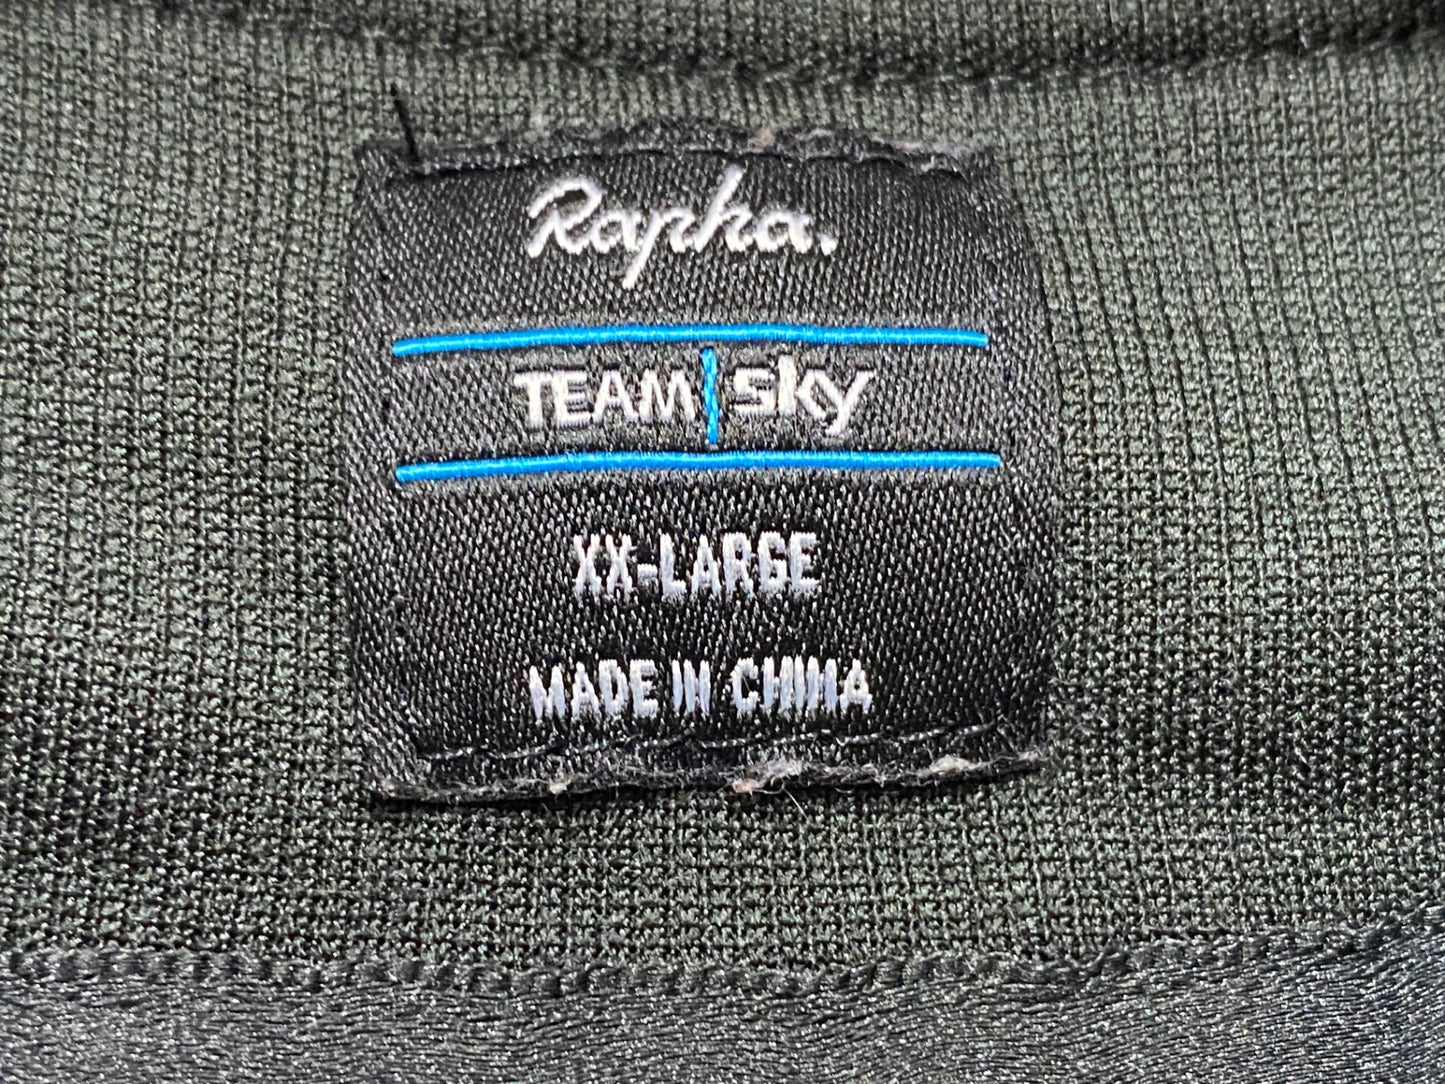 Rapha.
TEAM sky
XX-LARGE
MADE IN CHINA